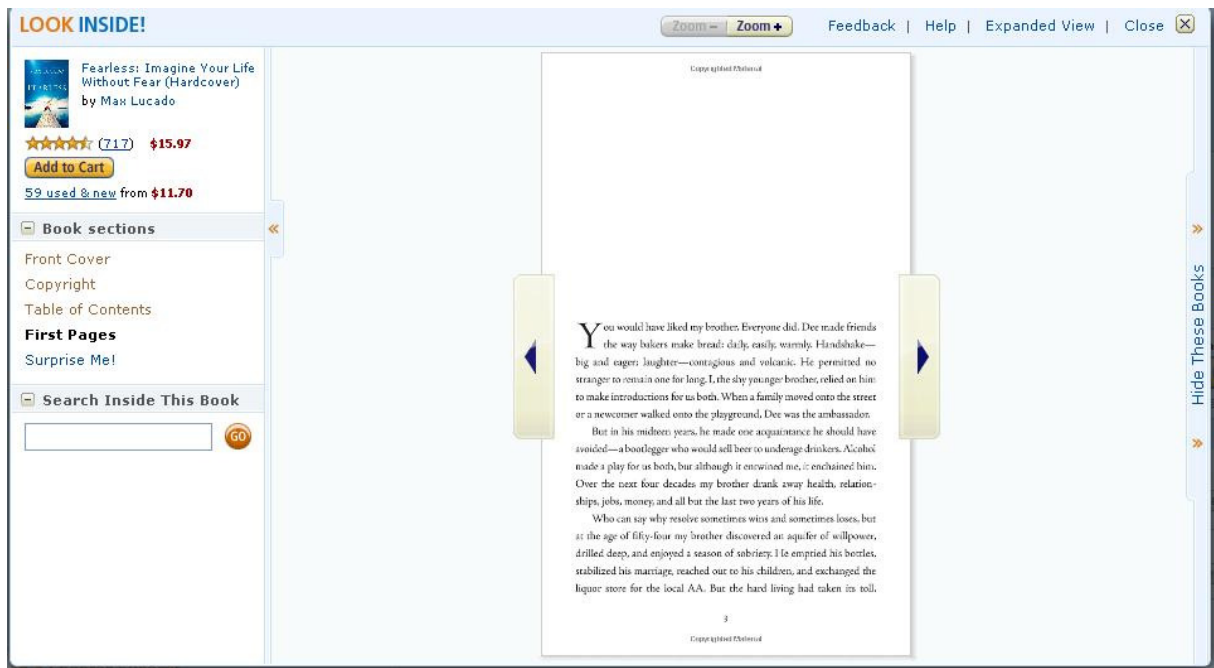 LOOK INSIDE!
Zoom − Zoom +
Feedback | Help | Expanded View | Close
Fearless: Imagine Your Life
Without Fear (Hardcover)
by Max Lucado
(717) $15.97
Add to Cart
59 used & new from $11.70
Book sections
Front Cover
Copyright
Table of Contents
First Pages
Surprise Me!
Search Inside This Book
GO
Copyrighted Material
You would have liked my brother. Everyone did. Dee made friends
the way bakers make bread: daily, easily, warmly. Handshake—
big and eager; laughter—contagious and volcanic. He permitted no
stranger to remain one for long. I, the shy younger brother, relied on him
to make introductions for us both. When a family moved onto the street
or a newcomer walked onto the playground, Dee was the ambassador.
But in his midteen years, he made one acquaintance he should have
avoided—a bootlegger who would sell beer to underage drinkers. Alcohol
made a play for us both, but although it entwined me, it enchained him.
Over the next four decades my brother drank away health, relation-
ships, jobs, money, and all but the last two years of his life.
Who can say why resolve sometimes wins and sometimes loses, but
at the age of fifty-four my brother discovered an aquifer of willpower,
drilled deep, and enjoyed a season of sobriety. He emptied his bottles,
stabilized his marriage, reached out to his children, and exchanged the
liquor store for the local AA. But the hard living had taken its toll.
3
Copyrighted Material
Hide These Books